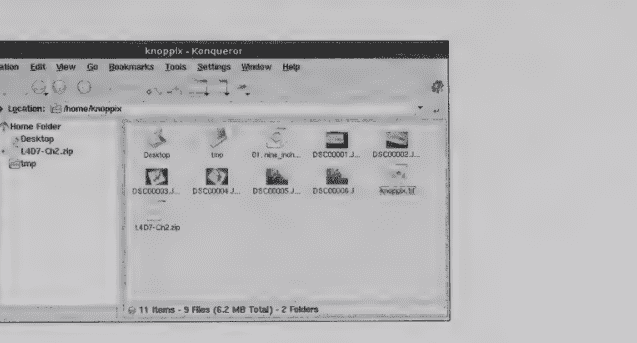 knoppix - Konqueror
Edit View Go Bookmarks Tools Settings Window Help
Location: /home/knoppix
Home Folder
Desktop
L4D7-Ch2.zip
tmp
Desktop tmp 01. nine_inch... DSC00001.J... DSC00002.J...
DSC00003.J... DSC00004.J... DSC00005.J DSC00006.J
L4D7-Ch2.zip
11 Items - 9 Files (6.2 MB Total) - 2 Folders